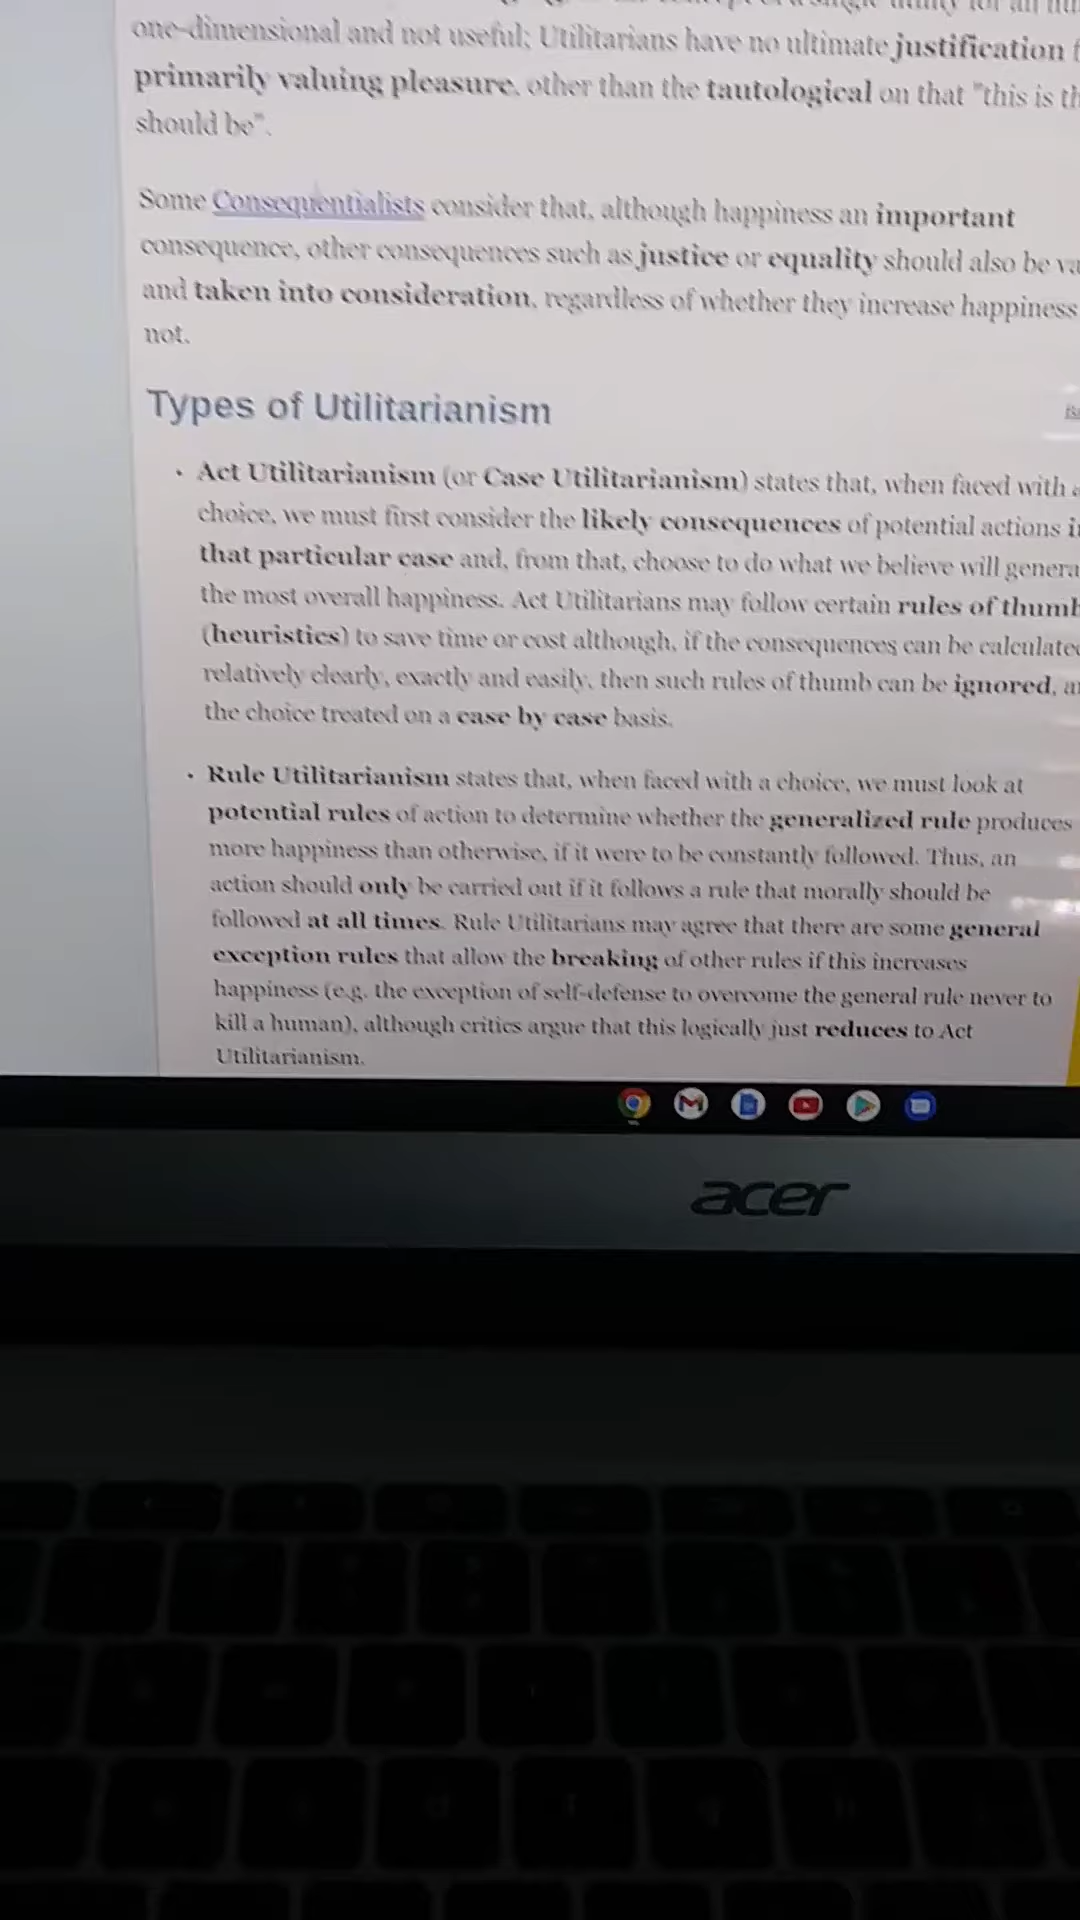 one-dimensional and not useful; Utilitarians have no ultimate justification
primarily valuing pleasure, other than the tautological on that "this is
should be".
Some Consequentialists consider that, although happiness an important
consequence, other consequences such as justice or equality should also be
and taken into consideration, regardless of whether they increase happiness
not.
Types of Utilitarianism
• Act Utilitarianism (or Case Utilitarianism) states that, when faced with
choice, we must first consider the likely consequences of potential actions
that particular case and, from that, choose to do what we believe will
the most overall happiness. Act Utilitarians may follow certain rules of
(heuristics) to save time or cost although, if the consequences can be
relatively clearly, exactly and easily, then such rules of thumb can be ignored,
the choice treated on a case by case basis.
• Rule Utilitarianism states that, when faced with a choice, we must look at
potential rules of action to determine whether the generalized rule produces
more happiness than otherwise, if it were to be constantly followed. Thus, an
action should only be carried out if it follows a rule that morally should be
followed at all times. Rule Utilitarians may agree that there are some general
exception rules that allow the breaking of other rules if this increases
happiness (e.g. the exception of self-defense to overcome the general rule never to
kill a human), although critics argue that this logically just reduces to Act
Utilitarianism.
acer